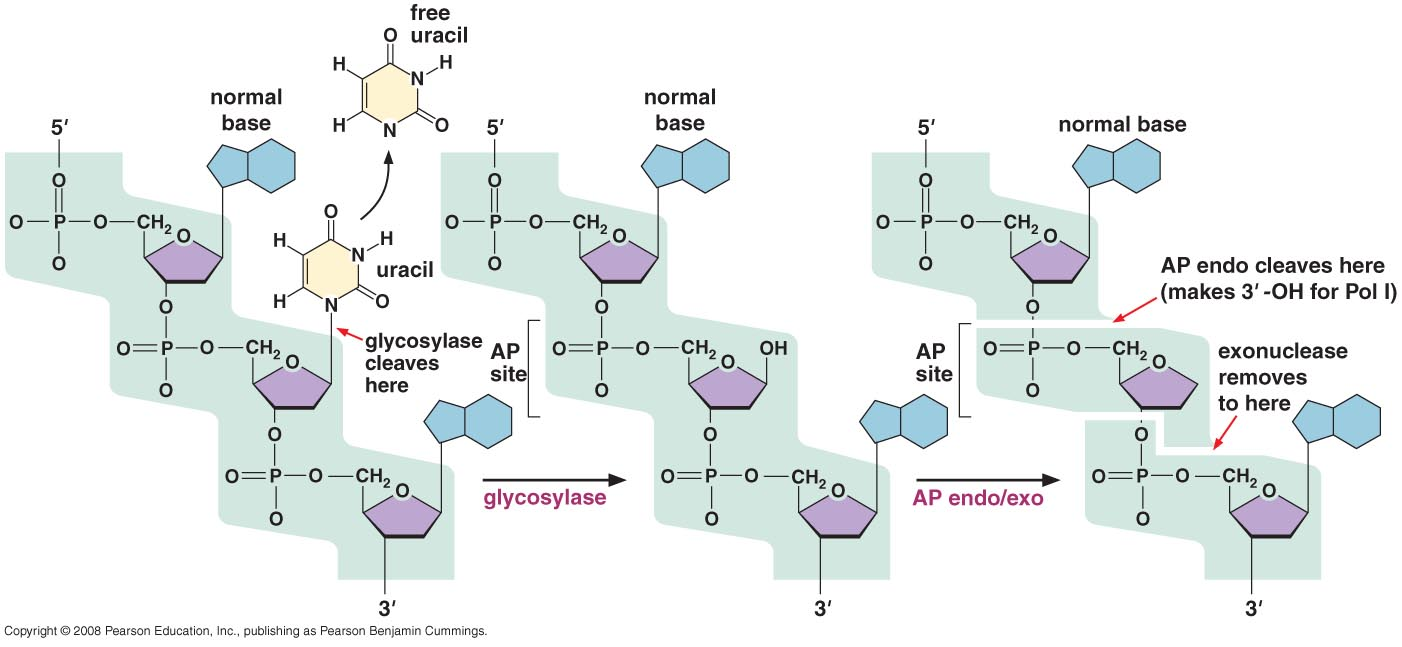 free
uracil
O
H
N
H
H
N
O
normal
base
5′
O
O P O CH2 O
O
O
H
N H
uracil
H
N
O
glycosylase
cleaves
here
O
O P O CH2 O
O
O
O P O CH2 O
O
3′
glycosylase
normal
base
5′
O
O P O CH2 O
O
O
AP
site
O P O CH2 O OH
O
O
O P O CH2 O
O
3′
AP endo/exo
normal base
5′
O
O P O CH2 O
O
O
AP endo cleaves here
(makes 3′ -OH for Pol I)
AP
site
O P O CH2 O
O
exonuclease
removes
to here
O
O P O CH2 O
O
3′
Copyright © 2008 Pearson Education, Inc., publishing as Pearson Benjamin Cummings.